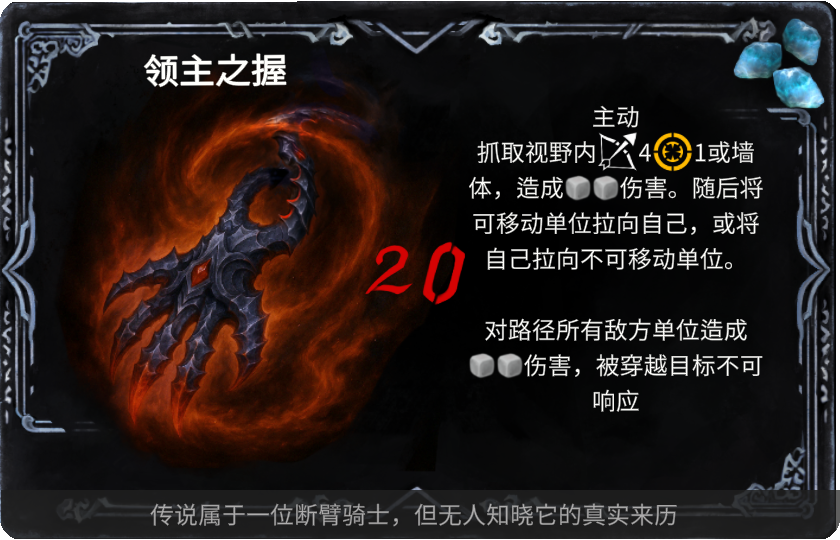 领主之握
主动
抓取视野内4 1或墙
体，造成伤害。随后将
可移动单位拉向自己，或将
自己拉向不可移动单位。
20
对路径所有敌方单位造成
伤害，被穿越目标不可
响应
传说属于一位断臂骑士，但无人知晓它的真实来历